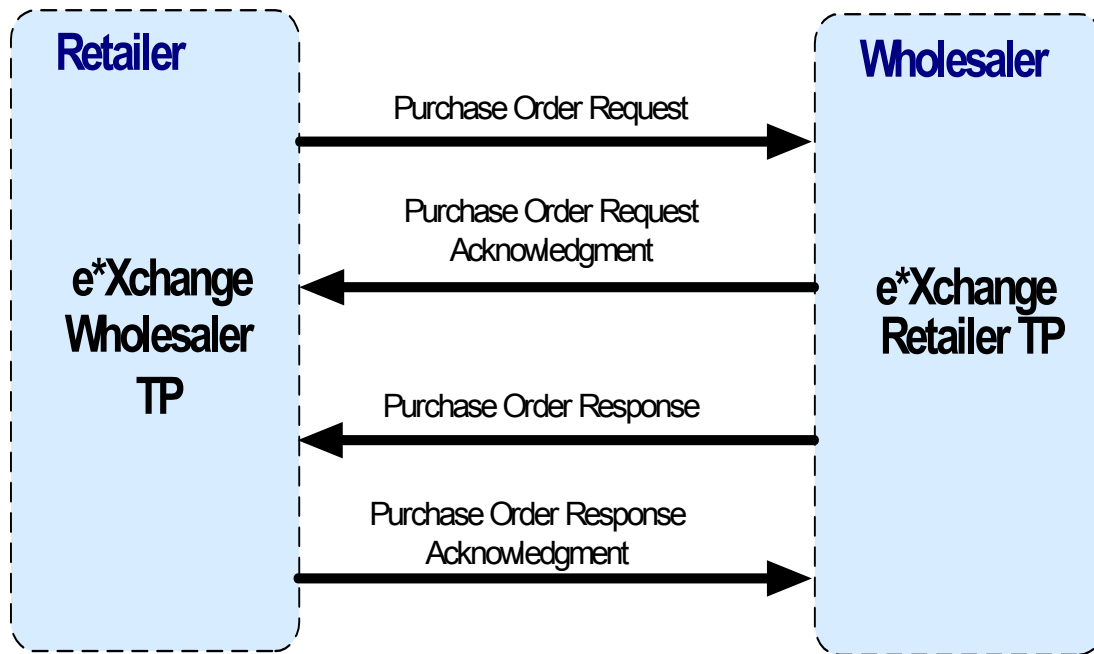 Retailer
Wholesaler
Purchase Order Request
Purchase Order Request
Acknowledgment
e*Xchange
Wholesaler
TP
e*Xchange
Retailer TP
Purchase Order Response
Purchase Order Response
Acknowledgment